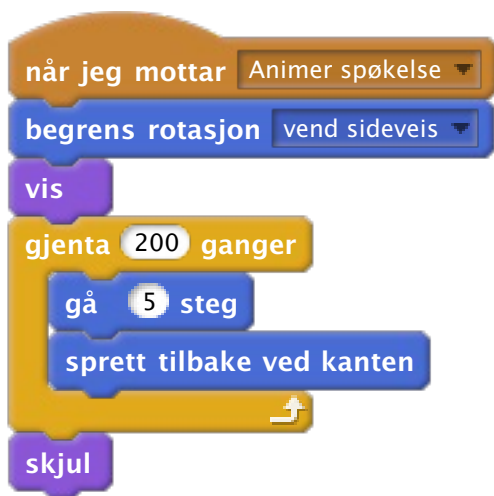 når jeg mottar Animer spøkelse
begrens rotasjon vend sideveis
vis
gjenta 200 ganger
gå 5 steg
sprett tilbake ved kanten
skjul